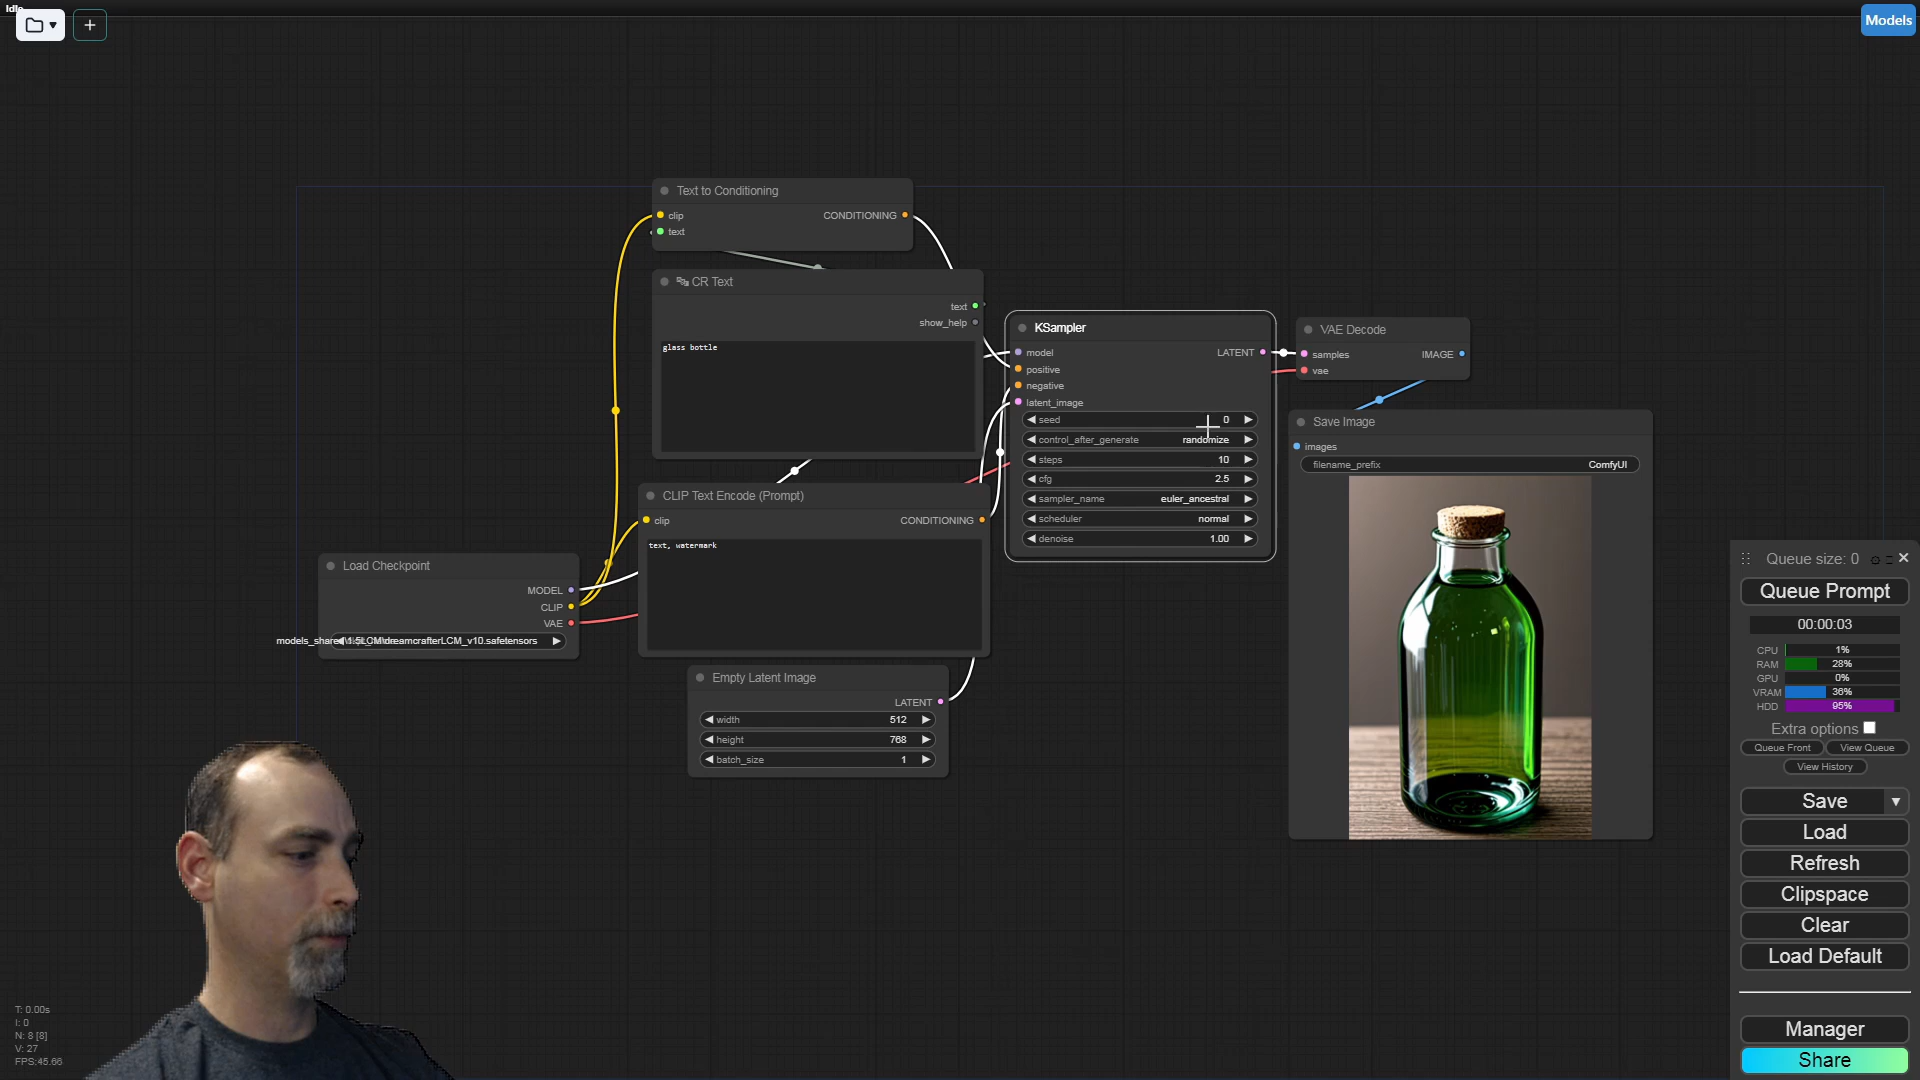 Idle
Models
Text to Conditioning
clip
CONDITIONING
text
CR Text
text
show_help
glass bottle
KSampler
model
LATENT
positive
negative
latent_image
seed
0
control_after_generate
randomize
steps
10
cfg
2.5
sampler_name
euler_ancestral
scheduler
normal
denoise
1.00
VAE Decode
samples
IMAGE
vae
Save Image
images
filename_prefix
ComfyUI
CLIP Text Encode (Prompt)
clip
CONDITIONING
text, watermark
Load Checkpoint
MODEL
CLIP
VAE
dreamcrafterLCM_v10.safetensors
Empty Latent Image
LATENT
width
512
height
768
batch_size
1
Queue size: 0
Queue Prompt
00:00:03
CPU
1%
RAM
28%
GPU
0%
VRAM
36%
HDD
95%
Extra options
Queue Front
View Queue
View History
Save
Load
Refresh
Clipspace
Clear
Load Default
Manager
Share
T: 0.00s
I: 0
N: 8 [8]
V: 27
FPS:45.66